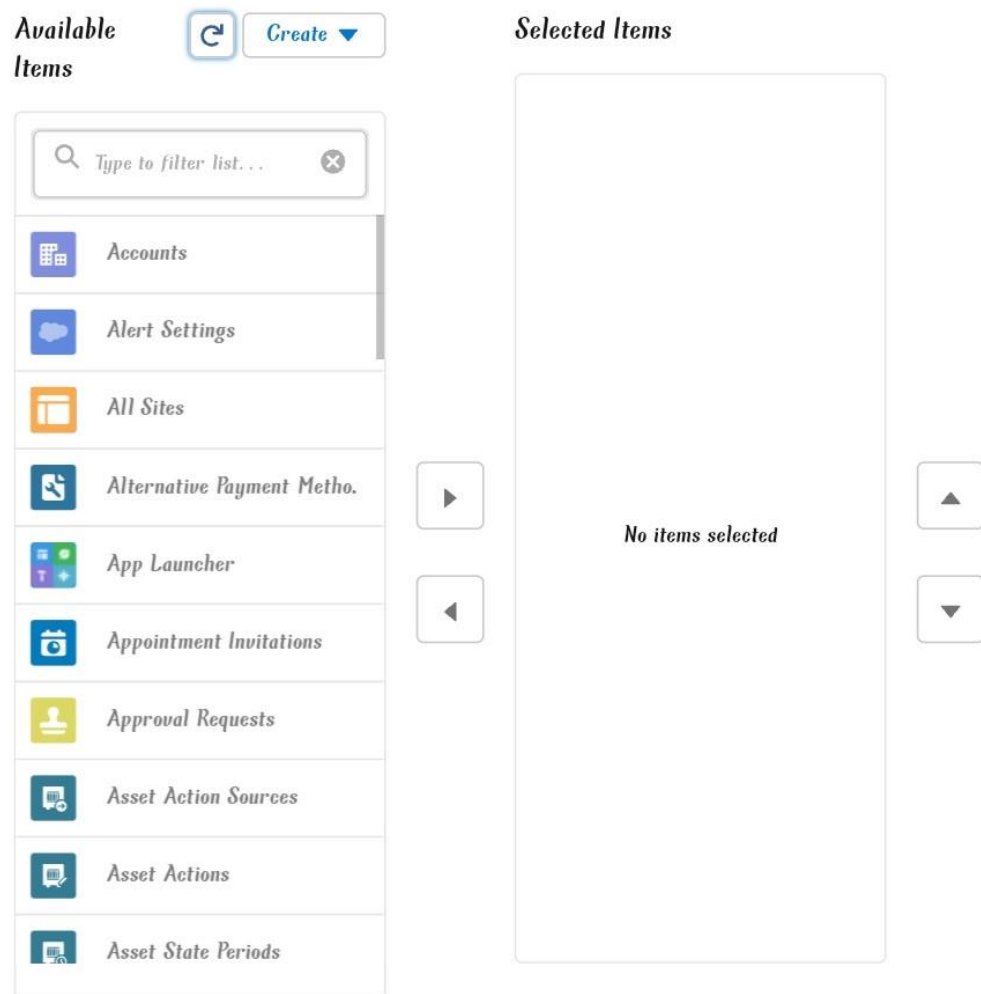 Available
Items
Create
Selected Items
Type to filter list...
Accounts
Alert Settings
All Sites
Alternative Payment Metho.
App Launcher
Appointment Invitations
Approval Requests
Asset Action Sources
Asset Actions
Asset State Periods
No items selected